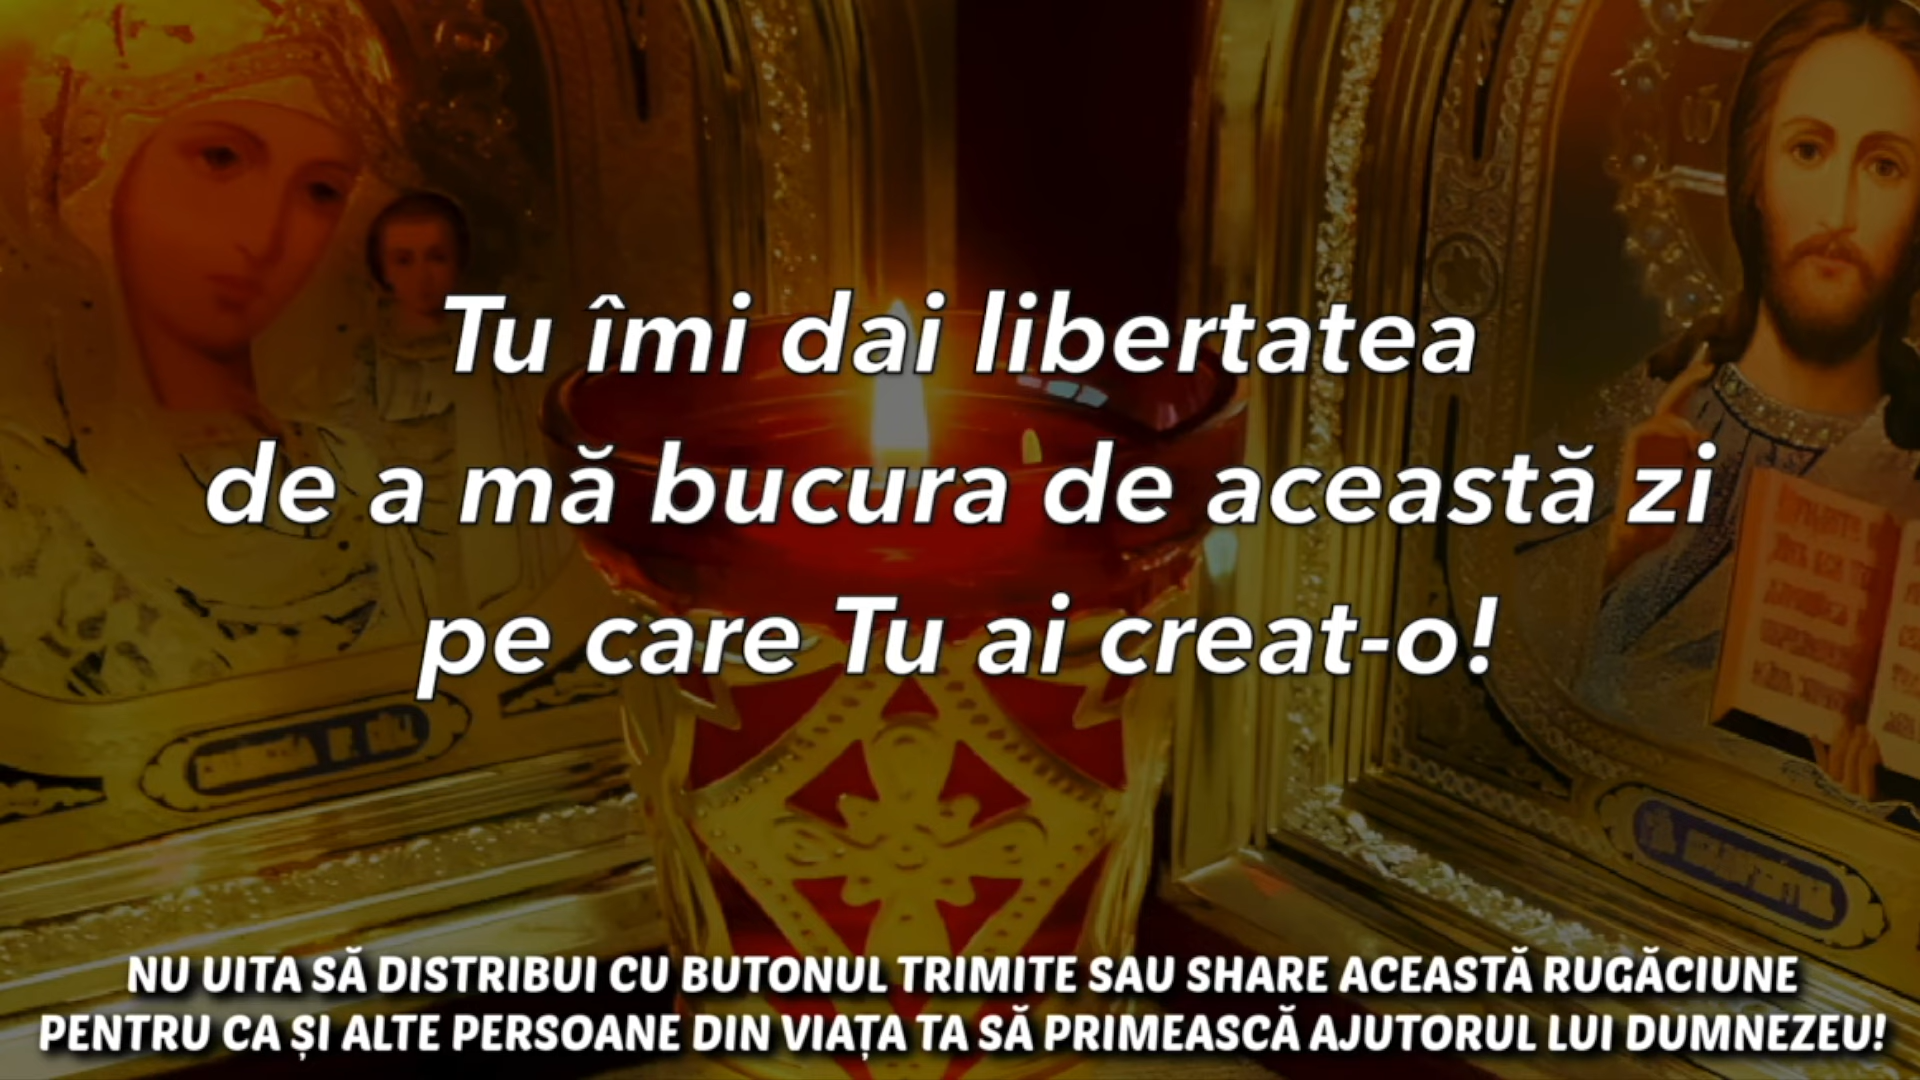 Tu îmi dai libertatea
de a mă bucura de această zi
pe care Tu ai creat-o!
NU UITA SĂ DISTRIBUI CU BUTONUL TRIMITE SAU SHARE ACEASTĂ RUGĂCIUNE
PENTRU CA ȘI ALTE PERSOANE DIN VIAȚA TA SĂ PRIMEASCĂ AJUTORUL LUI DUMNEZEU!